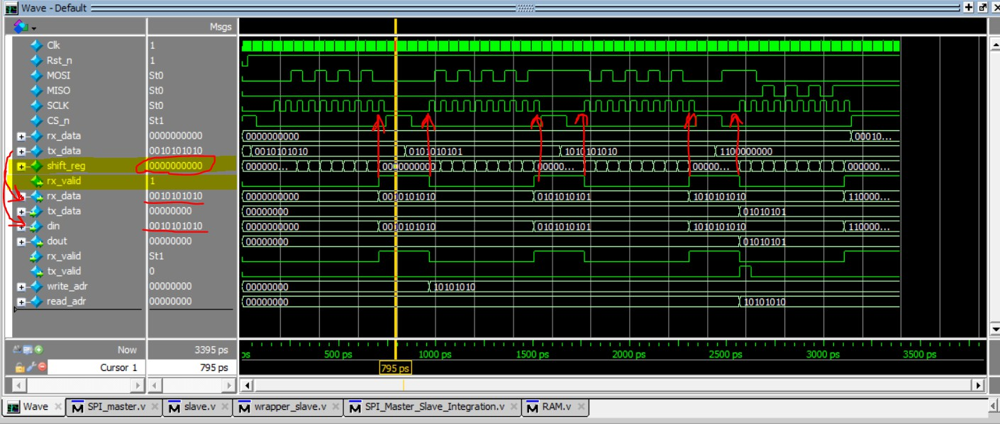 Wave - Default
Msgs
Clk 1
Rst_n 1
MOSI St0
MISO St0
SCLK St0
CS_n St1
rx_data 0000000000 0000000000 00010...
tx_data 0010101010 0010101010 0101010101 1010101010 1100000000
shift_reg 0000000000 000000... 0000000000 00000... 00000... 000000...
rx_valid 1
rx_data 0010101010 0000000000 0010101010 0101010101 1010101010 110000...
tx_data 00000000 00000000 01010101
din 0010101010 0000000000 0010101010 0101010101 1010101010 110000...
dout 00000000 00000000 01010101
rx_valid St1
tx_valid 0
write_adr 00000000 00000000 10101010
read_adr 00000000 00000000 10101010
Now 3395 ps ps 500 ps 1000 ps 1500 ps 2000 ps 2500 ps 3000 ps 3500 ps
Cursor 1 795 ps 795 ps
Wave SPI_master.v slave.v wrapper_slave.v SPI_Master_Slave_Integration.v RAM.v